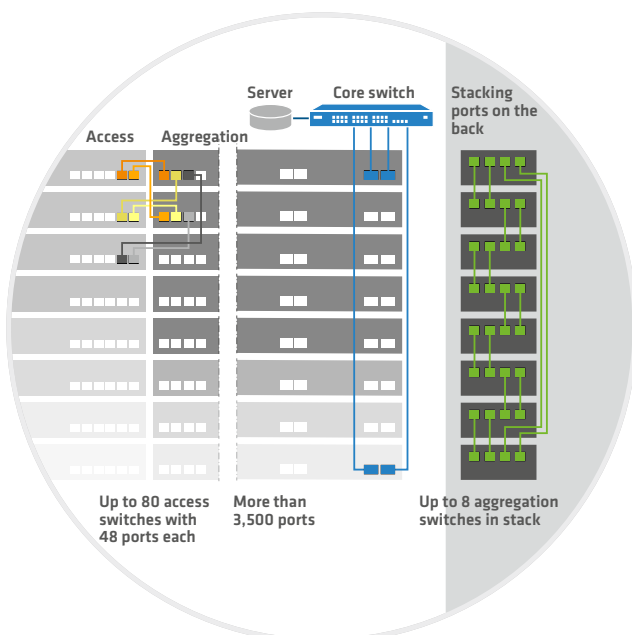 Server
Core switch
Stacking
ports on the
back
Access
Aggregation
Up to 80 access
switches with
48 ports each
More than
3,500 ports
Up to 8 aggregation
switches in stack